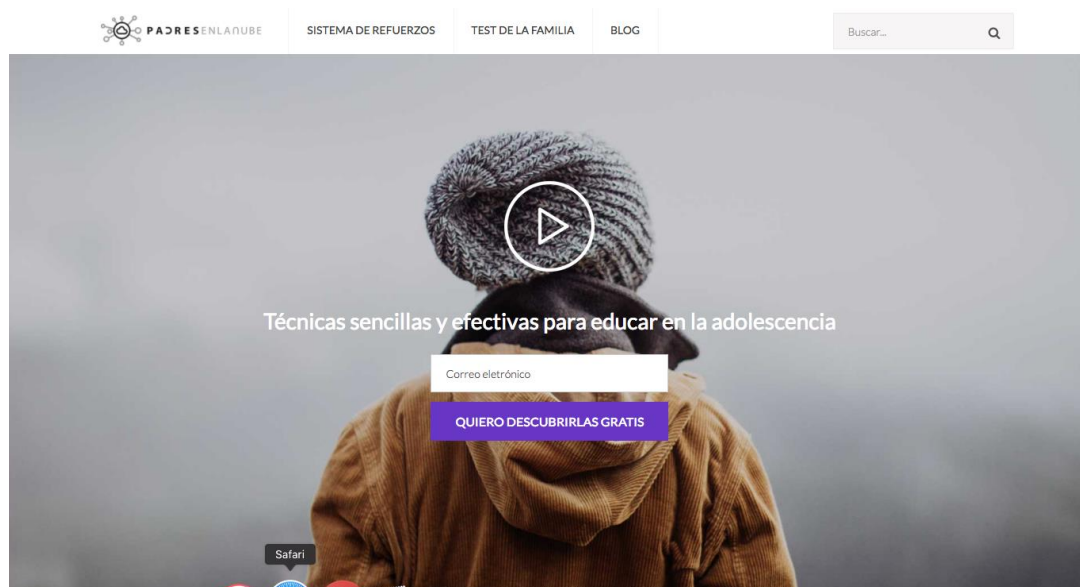 PADRESENLANUBE
SISTEMA DE REFUERZOS
TEST DE LA FAMILIA
BLOG
Buscar...
Técnicas sencillas y efectivas para educar en la adolescencia
Correo eletrónico
QUIERO DESCUBRIRLAS GRATIS
Safari